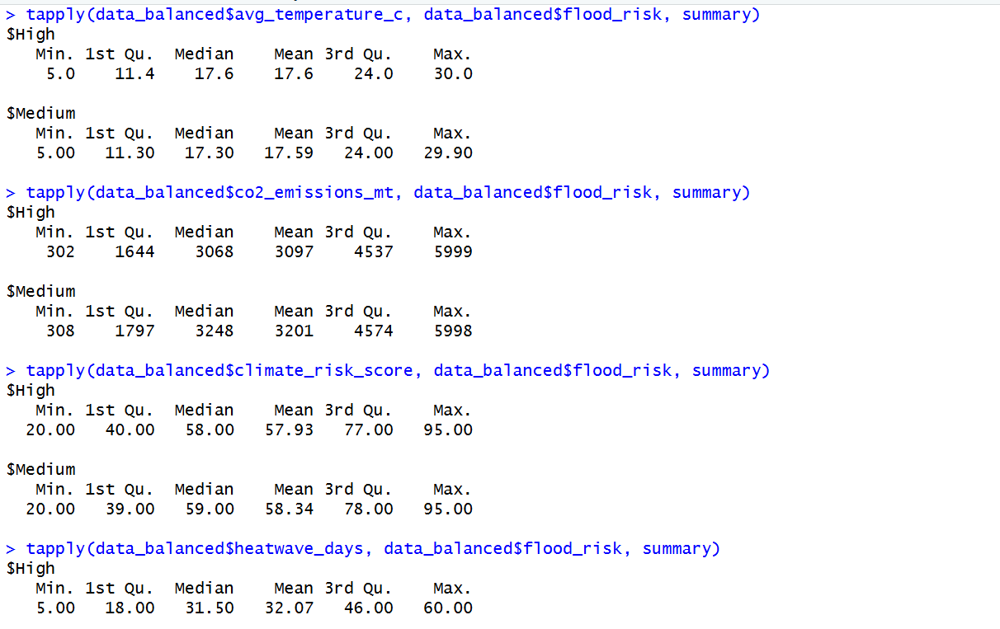 > tapply(data_balanced$avg_temperature_c, data_balanced$flood_risk, summary)
$High
   Min. 1st Qu.  Median    Mean 3rd Qu.    Max.
    5.0    11.4    17.6    17.6    24.0    30.0

$Medium
   Min. 1st Qu.  Median    Mean 3rd Qu.    Max.
   5.00   11.30   17.30   17.59   24.00   29.90

> tapply(data_balanced$co2_emissions_mt, data_balanced$flood_risk, summary)
$High
   Min. 1st Qu.  Median    Mean 3rd Qu.    Max.
    302    1644    3068    3097    4537    5999

$Medium
   Min. 1st Qu.  Median    Mean 3rd Qu.    Max.
    308    1797    3248    3201    4574    5998

> tapply(data_balanced$climate_risk_score, data_balanced$flood_risk, summary)
$High
   Min. 1st Qu.  Median    Mean 3rd Qu.    Max.
  20.00   40.00   58.00   57.93   77.00   95.00

$Medium
   Min. 1st Qu.  Median    Mean 3rd Qu.    Max.
  20.00   39.00   59.00   58.34   78.00   95.00

> tapply(data_balanced$heatwave_days, data_balanced$flood_risk, summary)
$High
   Min. 1st Qu.  Median    Mean 3rd Qu.    Max.
   5.00   18.00   31.50   32.07   46.00   60.00